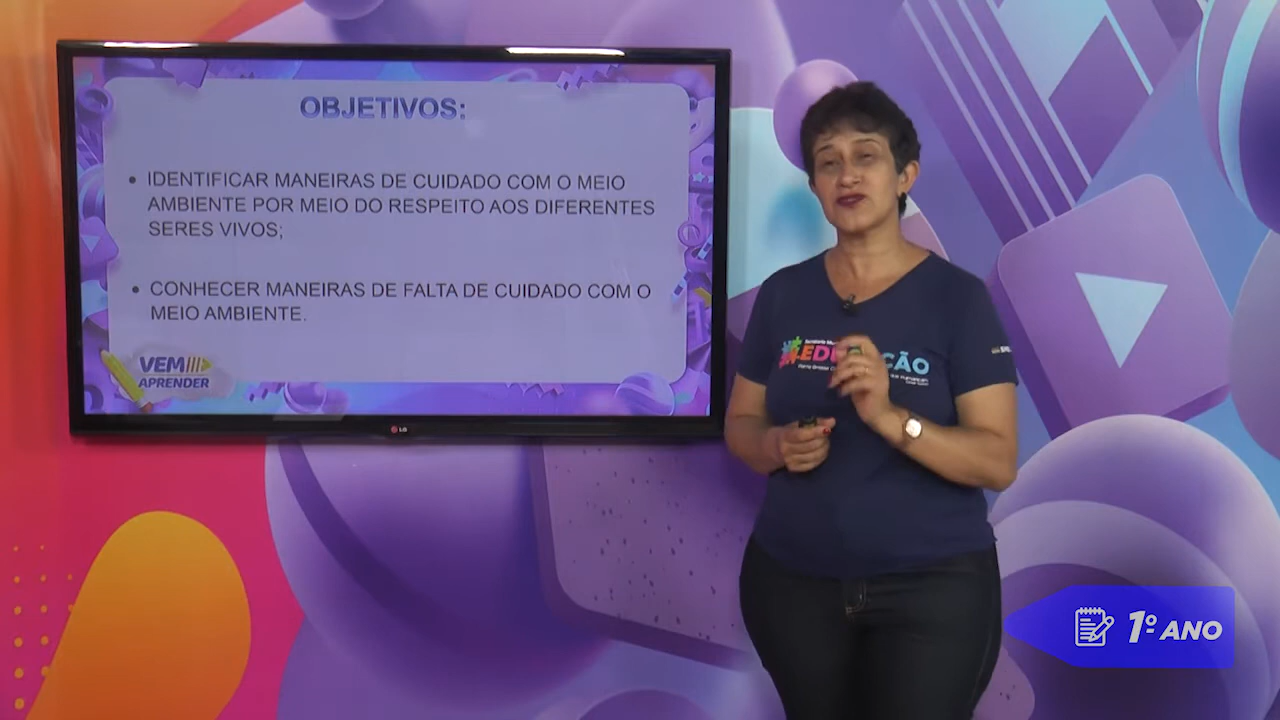 OBJETIVOS:
• IDENTIFICAR MANEIRAS DE CUIDADO COM O MEIO
AMBIENTE POR MEIO DO RESPEITO AOS DIFERENTES
SERES VIVOS;
• CONHECER MANEIRAS DE FALTA DE CUIDADO COM O
MEIO AMBIENTE.
VEM
APRENDER
LG
1º ANO